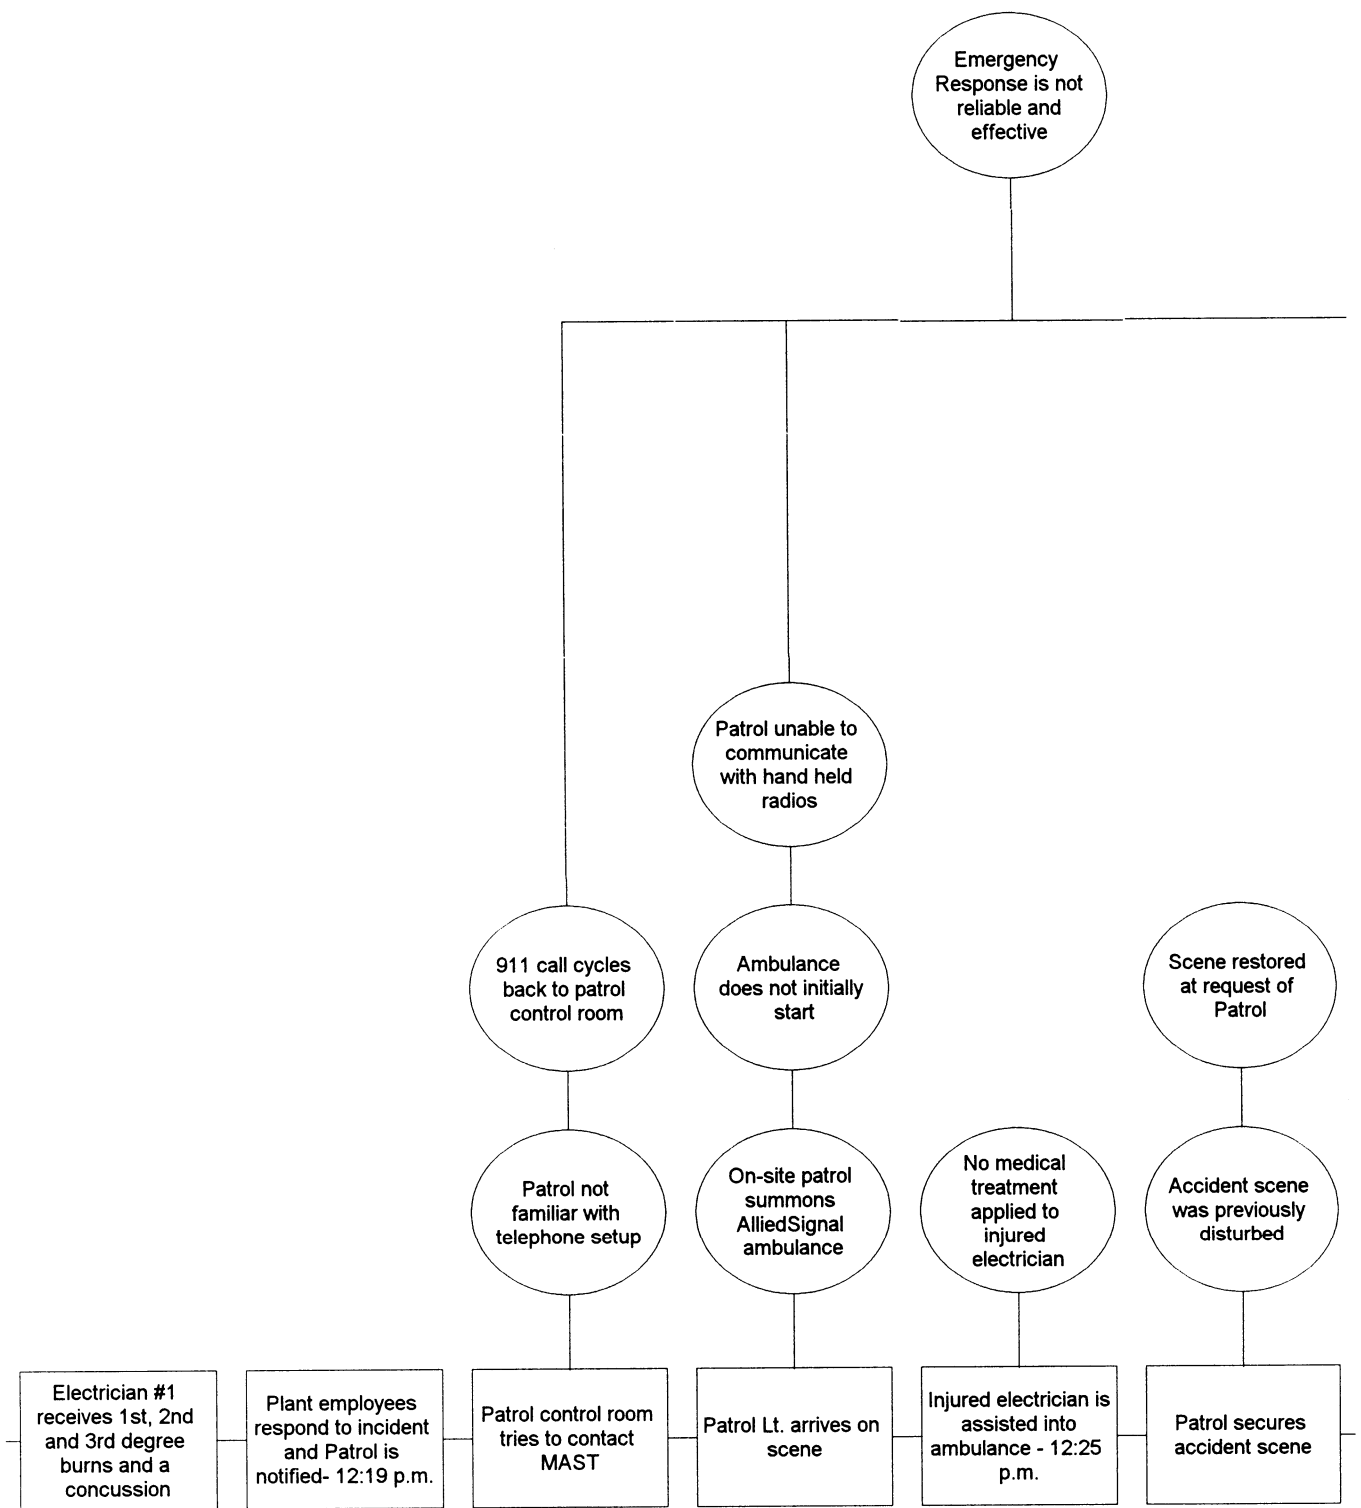 Emergency
Response is not
reliable and
effective
Patrol unable to
communicate
with hand held
radios
911 call cycles
back to patrol
control room
Ambulance
does not initially
start
Scene restored
at request of
Patrol
Patrol not
familiar with
telephone setup
On-site patrol
summons
AlliedSignal
ambulance
No medical
treatment
applied to
injured
electrician
Accident scene
was previously
disturbed
Electrician #1
receives 1st, 2nd
and 3rd degree
burns and a
concussion
Plant employees
respond to incident
and Patrol is
notified- 12:19 p.m.
Patrol control room
tries to contact
MAST
Patrol Lt. arrives on
scene
Injured electrician is
assisted into
ambulance - 12:25
p.m.
Patrol secures
accident scene